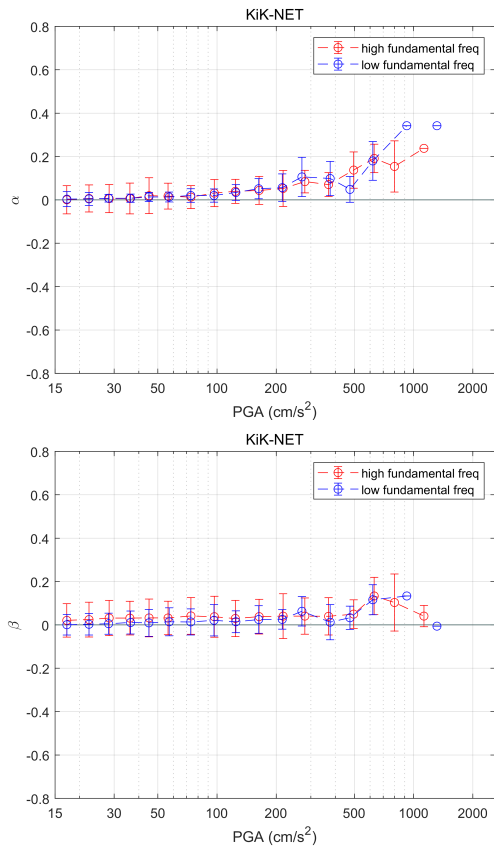 KiK-NET
high fundamental freq
low fundamental freq
0.8
0.6
0.4
0.2
0
-0.2
-0.4
-0.6
-0.8
α
15 30 50 100 200 500 1000 2000
PGA (cm/s²)
KiK-NET
high fundamental freq
low fundamental freq
0.8
0.6
0.4
0.2
0
-0.2
-0.4
-0.6
-0.8
β
15 30 50 100 200 500 1000 2000
PGA (cm/s²)